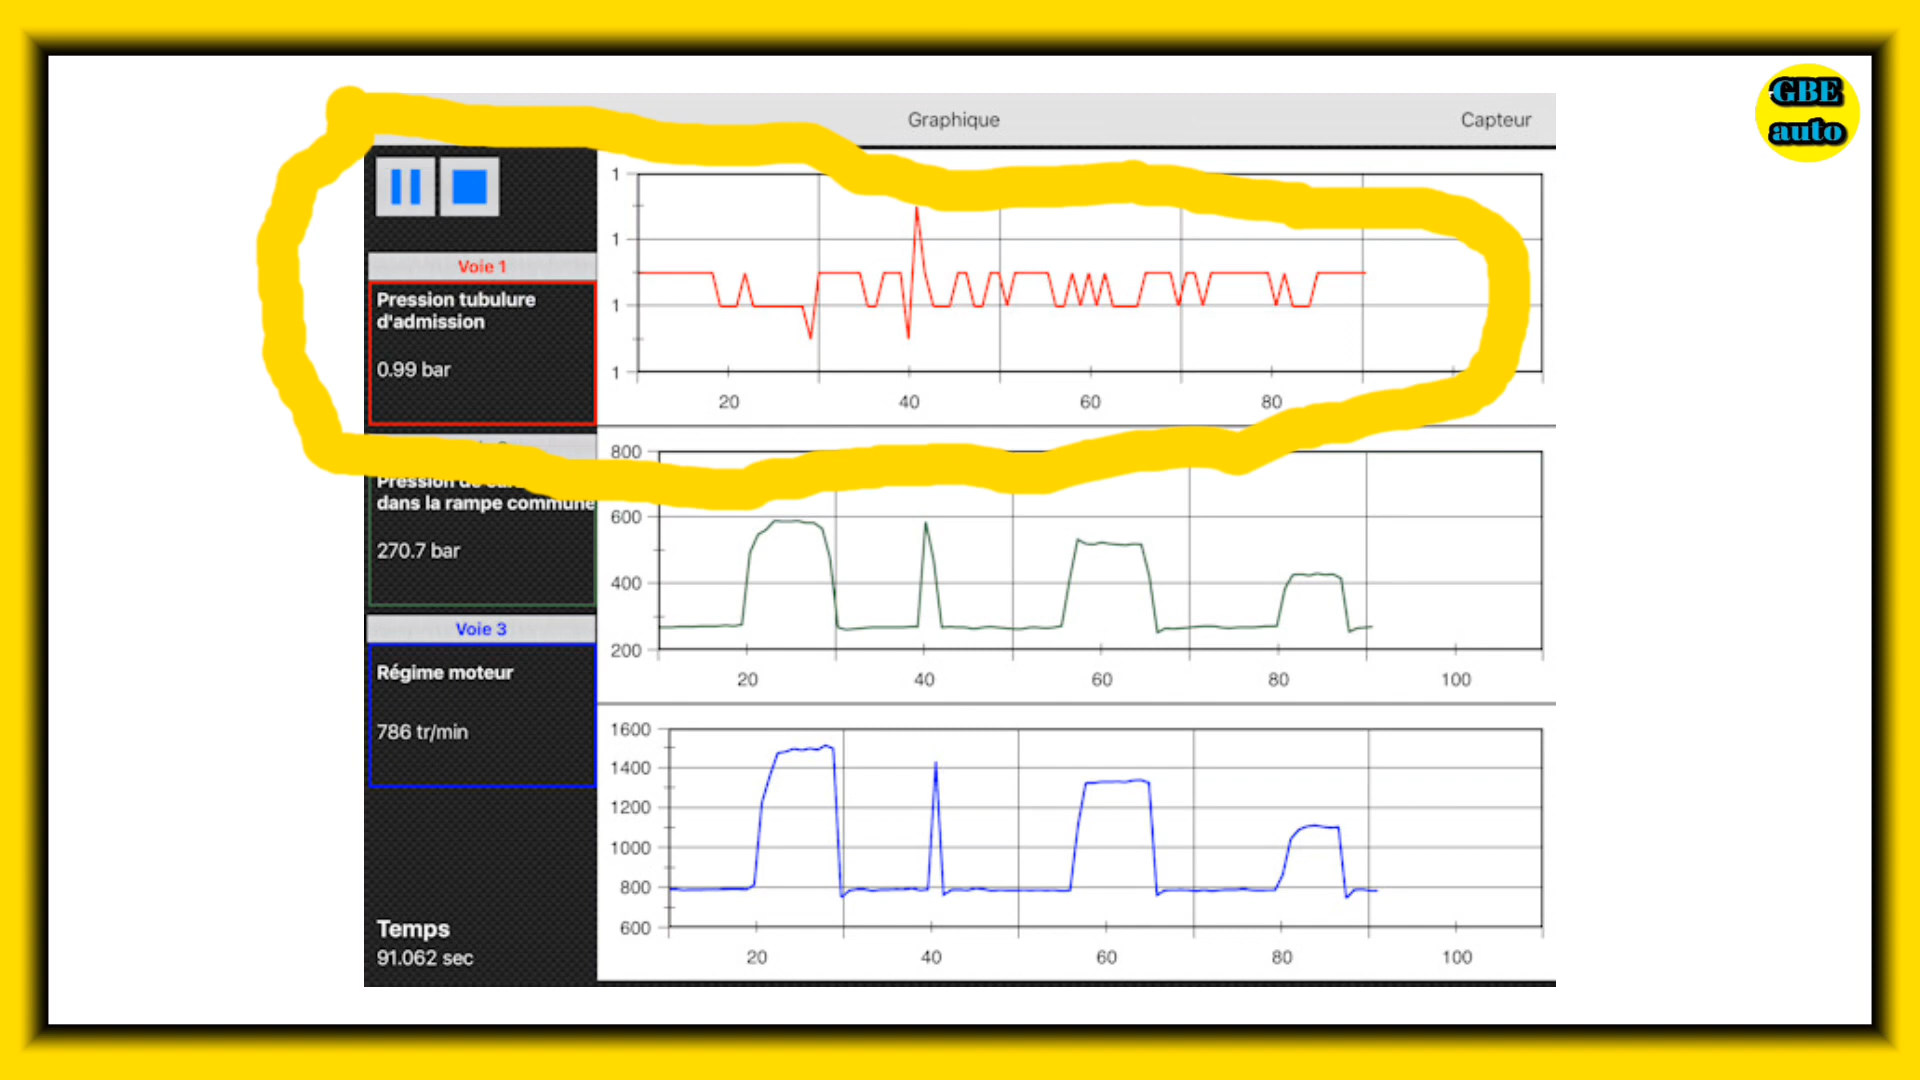 GBE
auto
Graphique
Capteur
Voie 1
Pression tubulure
d'admission
0.99 bar
1
1
1
1
20
40
60
80
Pression de
dans la rampe commune
270.7 bar
800
600
400
200
20
40
60
80
100
Voie 3
Régime moteur
786 tr/min
1600
1400
1200
1000
800
600
20
40
60
80
100
Temps
91.062 sec